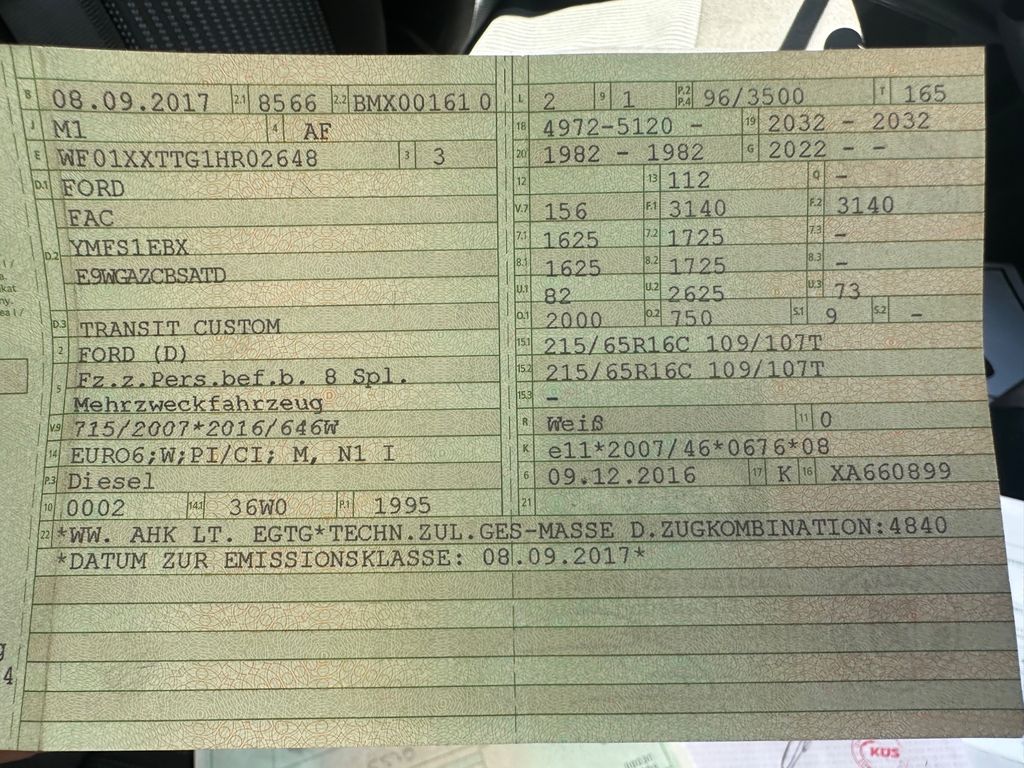 B 08.09.2017 2.1 8566 2.2 BMX00161 0
J M1 4 AF
E WF01XXTTG1HR02648 3 3
D.1 FORD
FAC
D.2 YMFS1EBX
E9WGAZCBSATD
D.3 TRANSIT CUSTOM
2 FORD (D)
5 Fz.z.Pers.bef.b. 8 Spl.
Mehrzweckfahrzeug
V.9 715/2007*2016/646W
14 EURO6;W;PI/CI; M, N1 I
P.3 Diesel
10 0002 14.1 36W0 P.1 1995
L 2 9 1 P.2 P.4 96/3500 T 165
18 4972-5120 - 19 2032 - 2032
20 1982 - 1982 G 2022 - -
12 13 112 Q -
V.7 156 F.1 3140 F.2 3140
7.1 1625 7.2 1725 7.3 -
8.1 1625 8.2 1725 8.3 -
U.1 82 U.2 2625 U.3 73
O.1 2000 O.2 750 S.1 9 S.2 -
15.1 215/65R16C 109/107T
15.2 215/65R16C 109/107T
15.3 -
R Weiß 11 0
K e11*2007/46*0676*08
6 09.12.2016 17 K 16 XA660899
21
22 *WW. AHK LT. EGTG*TECHN.ZUL.GES-MASSE D.ZUGKOMBINATION:4840
*DATUM ZUR EMISSIONSKLASSE: 08.09.2017*
4
KÜS